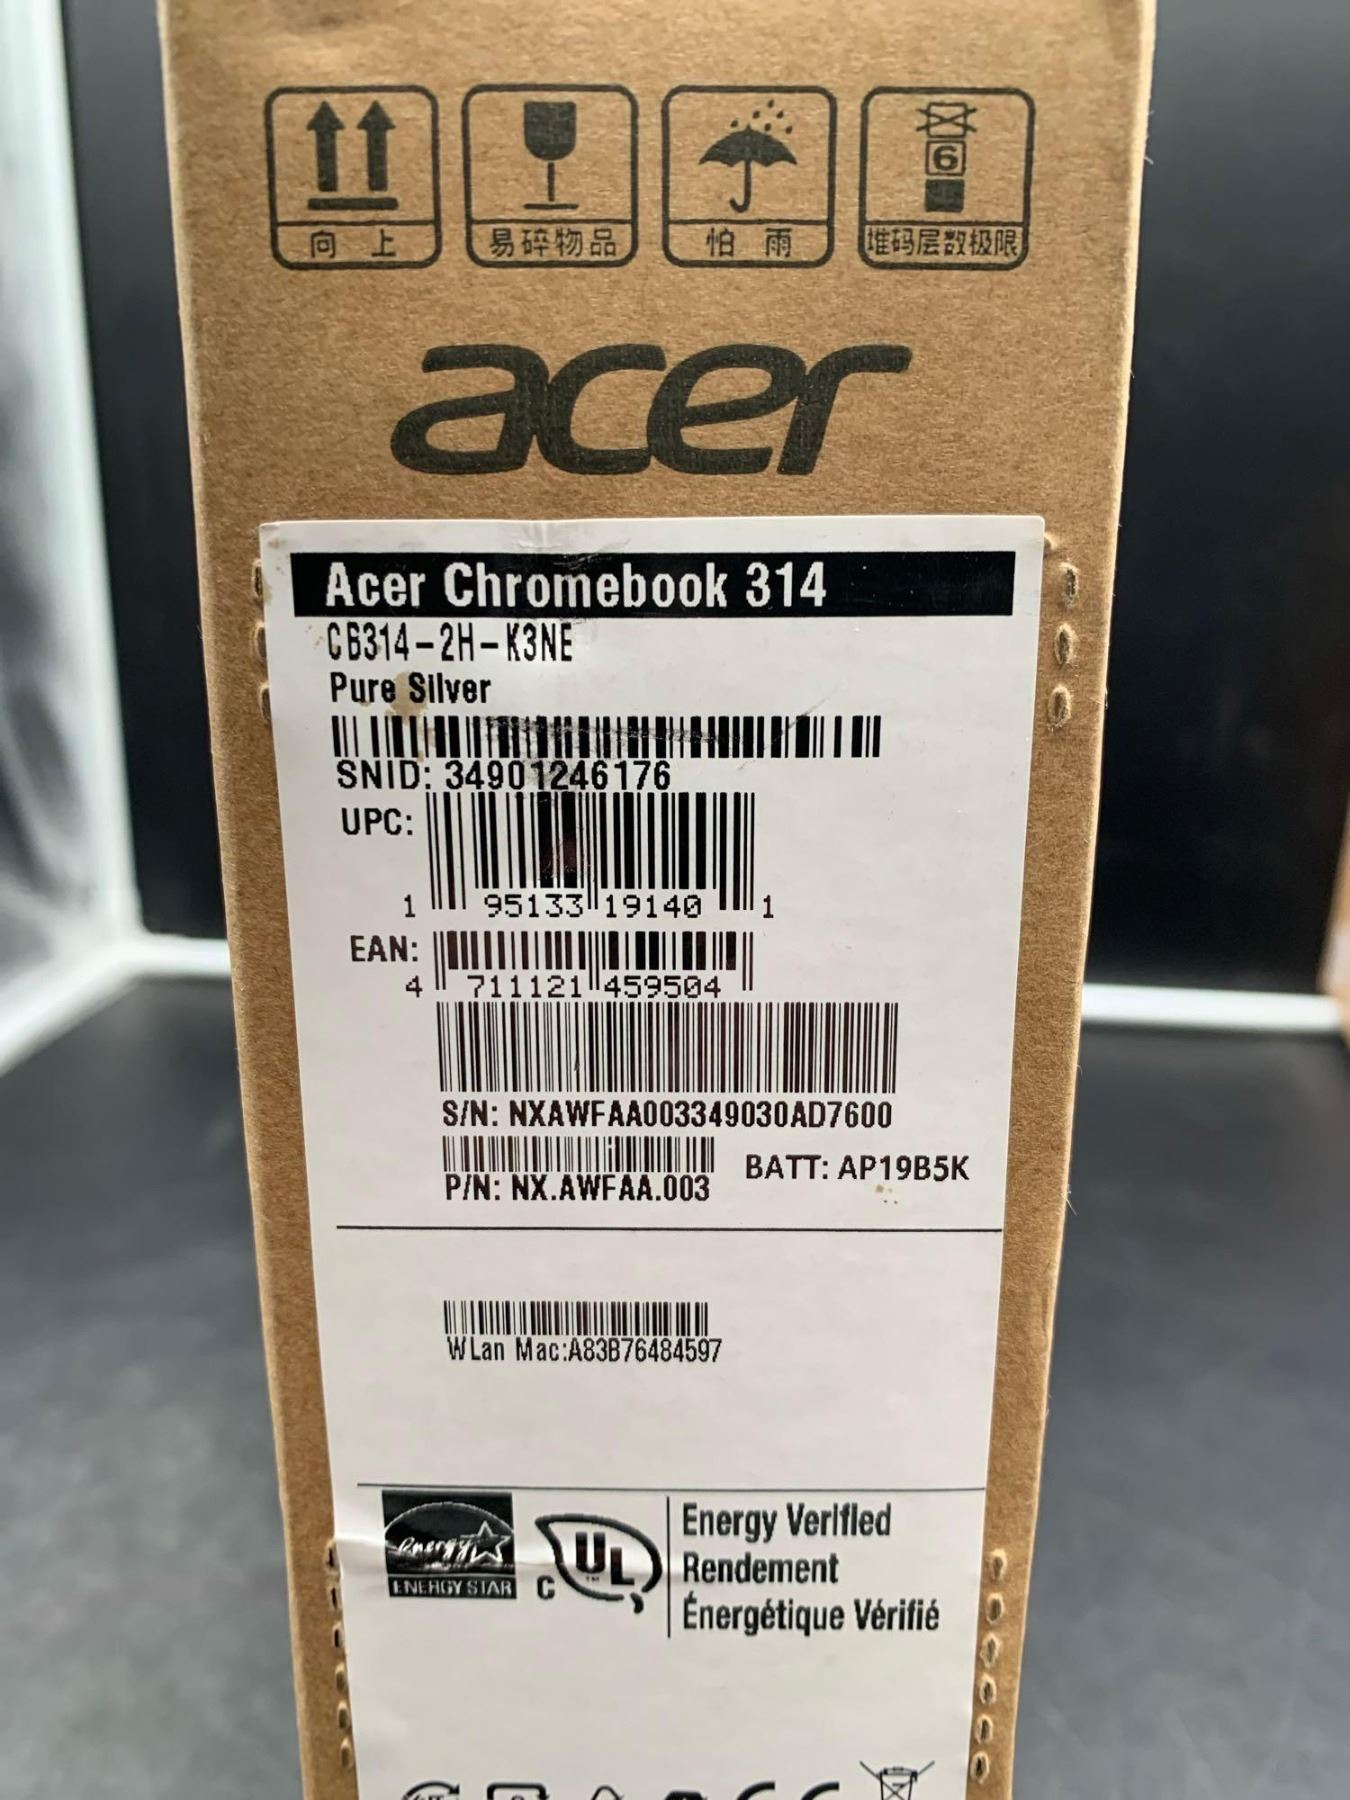 6
向 上
易碎物品
怕 雨
堆码层数极限
acer
Acer Chromebook 314
CB314-2H-K3NE
Pure Silver
SNID: 34901246176
UPC:
1 95133 19140 1
EAN:
4 711121 459504
S/N: NXAWFAA003349030AD7600
P/N: NX.AWFAA.003
BATT: AP19B5K
WLan Mac:A83B76484597
energy
ENERGY STAR
C UL
™
Energy Verified
Rendement
Énergétique Vérifié